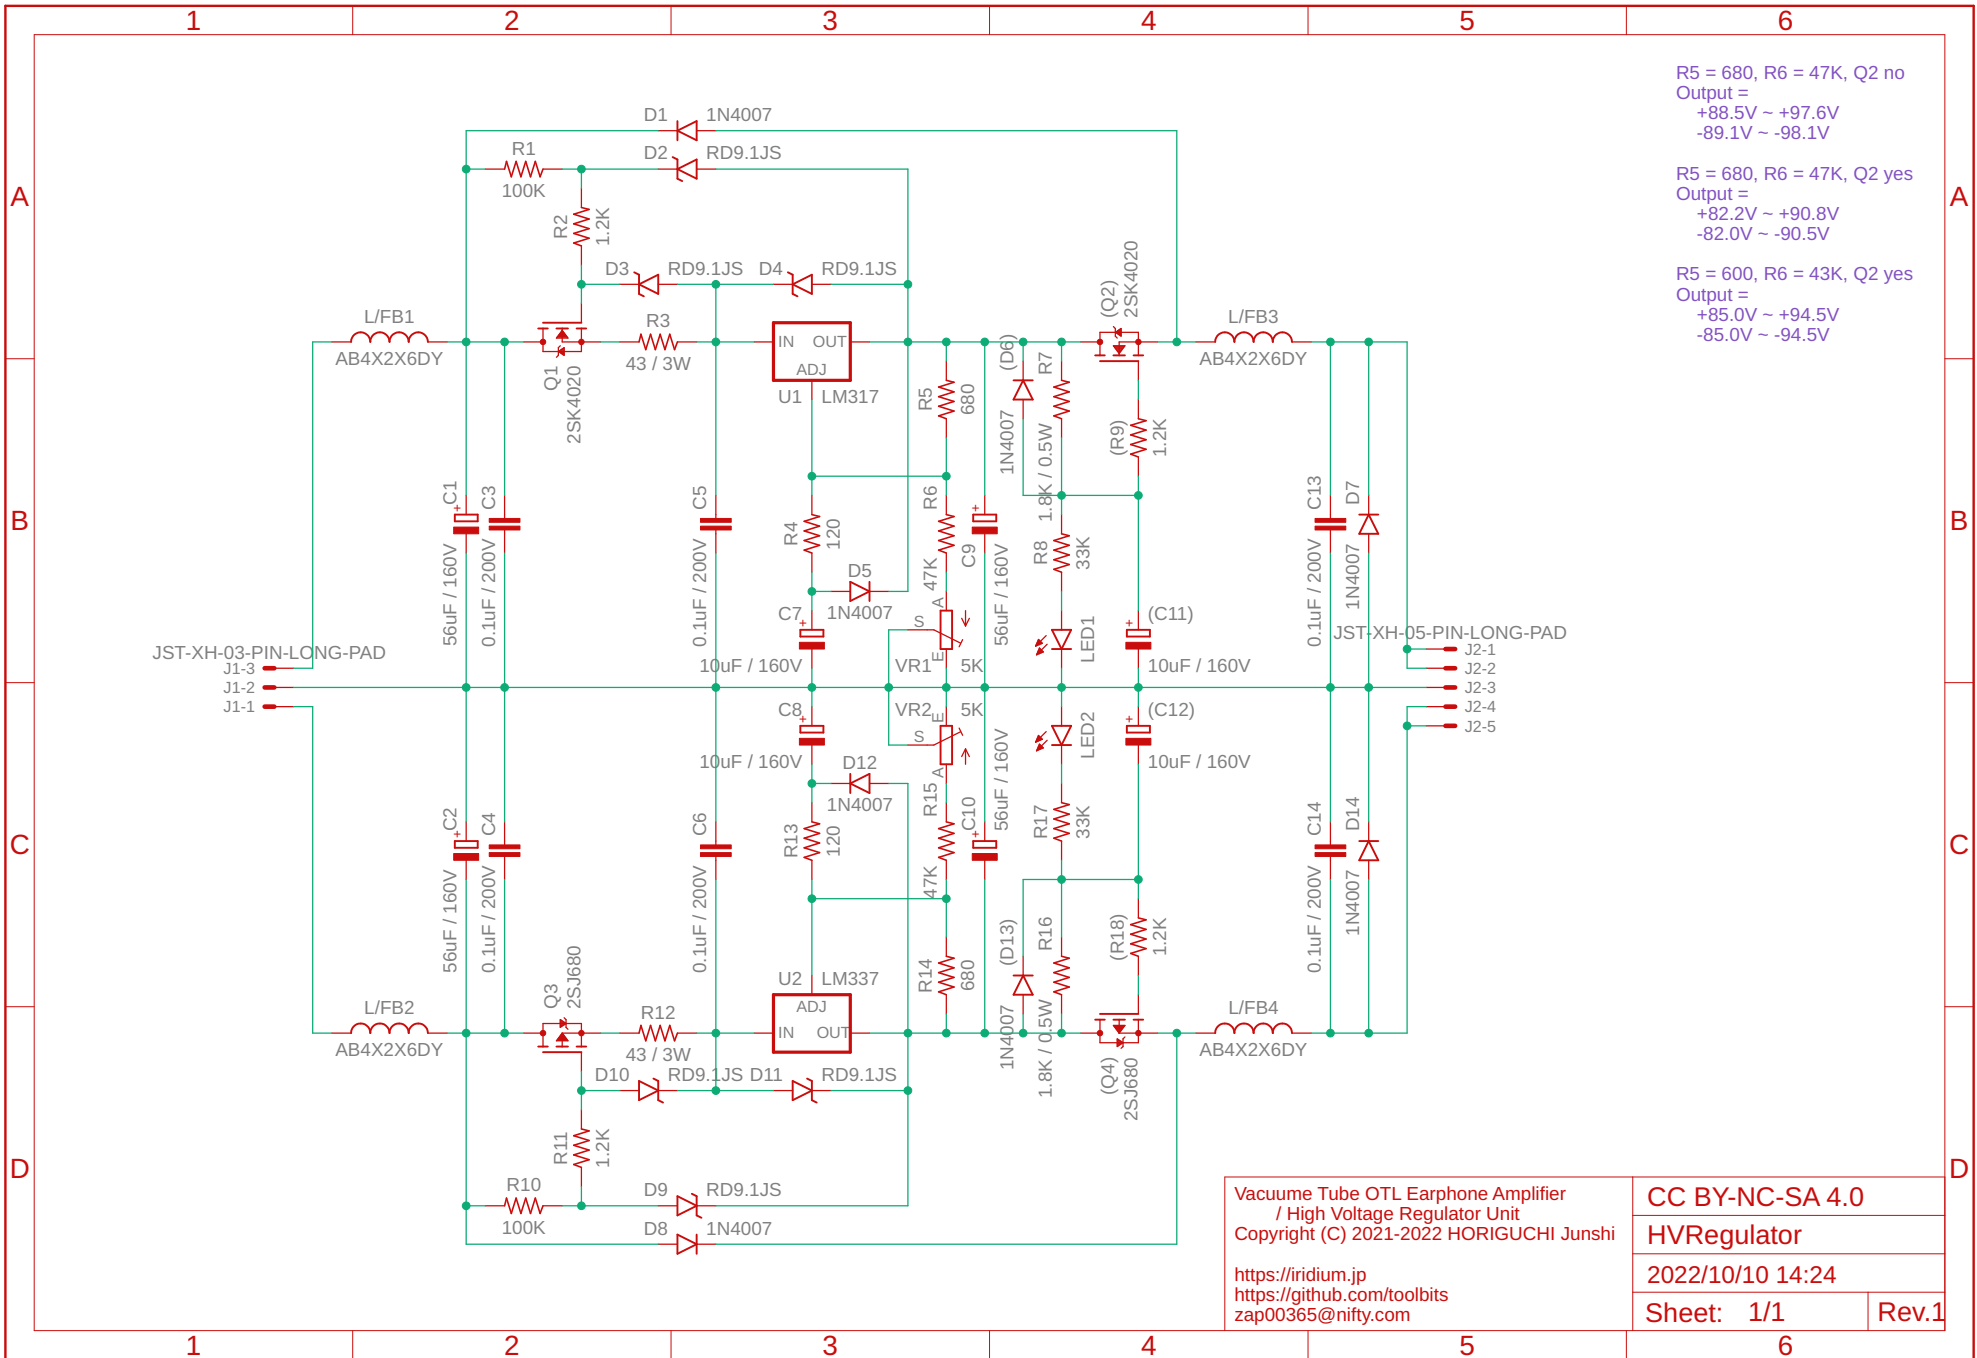 1 2 3 4 5 6
R5 = 680, R6 = 47K, Q2 no
Output =
+88.5V ~ +97.6V
-89.1V ~ -98.1V
R5 = 680, R6 = 47K, Q2 yes
Output =
+82.2V ~ +90.8V
-82.0V ~ -90.5V
R5 = 600, R6 = 43K, Q2 yes
Output =
+85.0V ~ +94.5V
-85.0V ~ -94.5V
A
A
D1 1N4007
D2 RD9.1JS
R1
100K
R2
1.2K
D3 RD9.1JS
D4 RD9.1JS
(Q2)
2SK4020
L/FB1
AB4X2X6DY
Q1
2SK4020
R3
43 / 3W
IN OUT
ADJ
U1 LM317
R5
680
(D6)
1N4007
R7
1.8K / 0.5W
(R9)
1.2K
L/FB3
AB4X2X6DY
B
B
C1
+
56uF / 160V
C3
0.1uF / 200V
C5
0.1uF / 200V
R4
120
R6
47K
C9
+
56uF / 160V
R8
33K
C13
0.1uF / 200V
D7
1N4007
D5
1N4007
C7
+
10uF / 160V
S
A
E
VR1 5K
LED1
(C11)
+
10uF / 160V
JST-XH-03-PIN-LONG-PAD
J1-3
J1-2
J1-1
JST-XH-05-PIN-LONG-PAD
J2-1
J2-2
J2-3
J2-4
J2-5
C8
+
10uF / 160V
VR2 5K
E
S
A
LED2
(C12)
+
10uF / 160V
D12
1N4007
C
C
C2
+
56uF / 160V
C4
0.1uF / 200V
C6
0.1uF / 200V
R13
120
R15
47K
C10
+
56uF / 160V
R17
33K
C14
0.1uF / 200V
D14
1N4007
L/FB2
AB4X2X6DY
Q3
2SJ680
R12
43 / 3W
U2 LM337
ADJ
IN OUT
R14
680
(D13)
1N4007
R16
1.8K / 0.5W
(R18)
1.2K
(Q4)
2SJ680
L/FB4
AB4X2X6DY
D10 RD9.1JS
D11 RD9.1JS
D
D
R11
1.2K
R10
100K
D9 RD9.1JS
D8 1N4007
Vacuume Tube OTL Earphone Amplifier
/ High Voltage Regulator Unit
Copyright (C) 2021-2022 HORIGUCHI Junshi
https://iridium.jp
https://github.com/toolbits
zap00365@nifty.com
CC BY-NC-SA 4.0
HVRegulator
2022/10/10 14:24
Sheet: 1/1
Rev.1
1 2 3 4 5 6